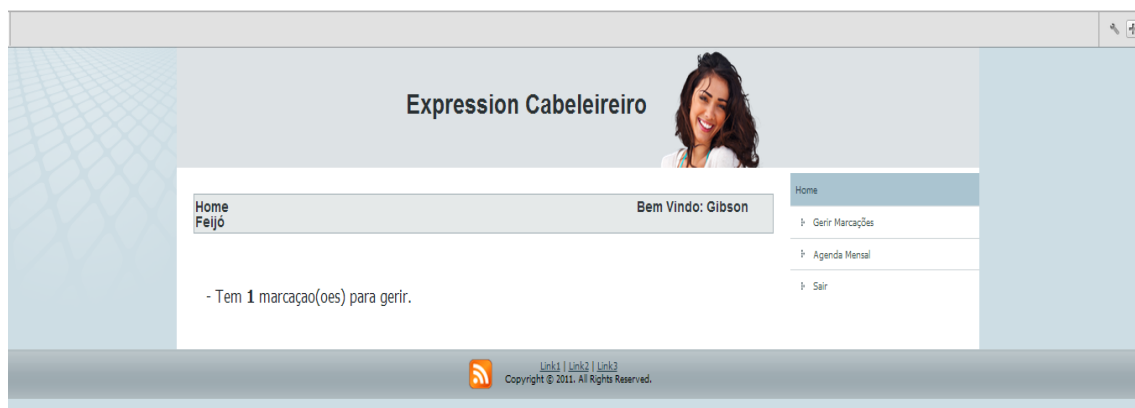 Expression Cabeleireiro
Home Bem Vindo: Gibson
Feijó
- Tem 1 marcaçao(oes) para gerir.
Home
Gerir Marcações
Agenda Mensal
Sair
Link1 | Link2 | Link3
Copyright © 2011. All Rights Reserved.